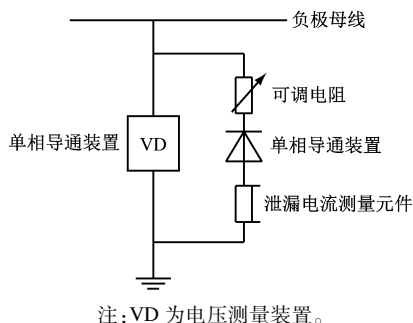 负极母线
可调电阻
单相导通装置
VD
单相导通装置
泄漏电流测量元件
注:VD 为电压测量装置。